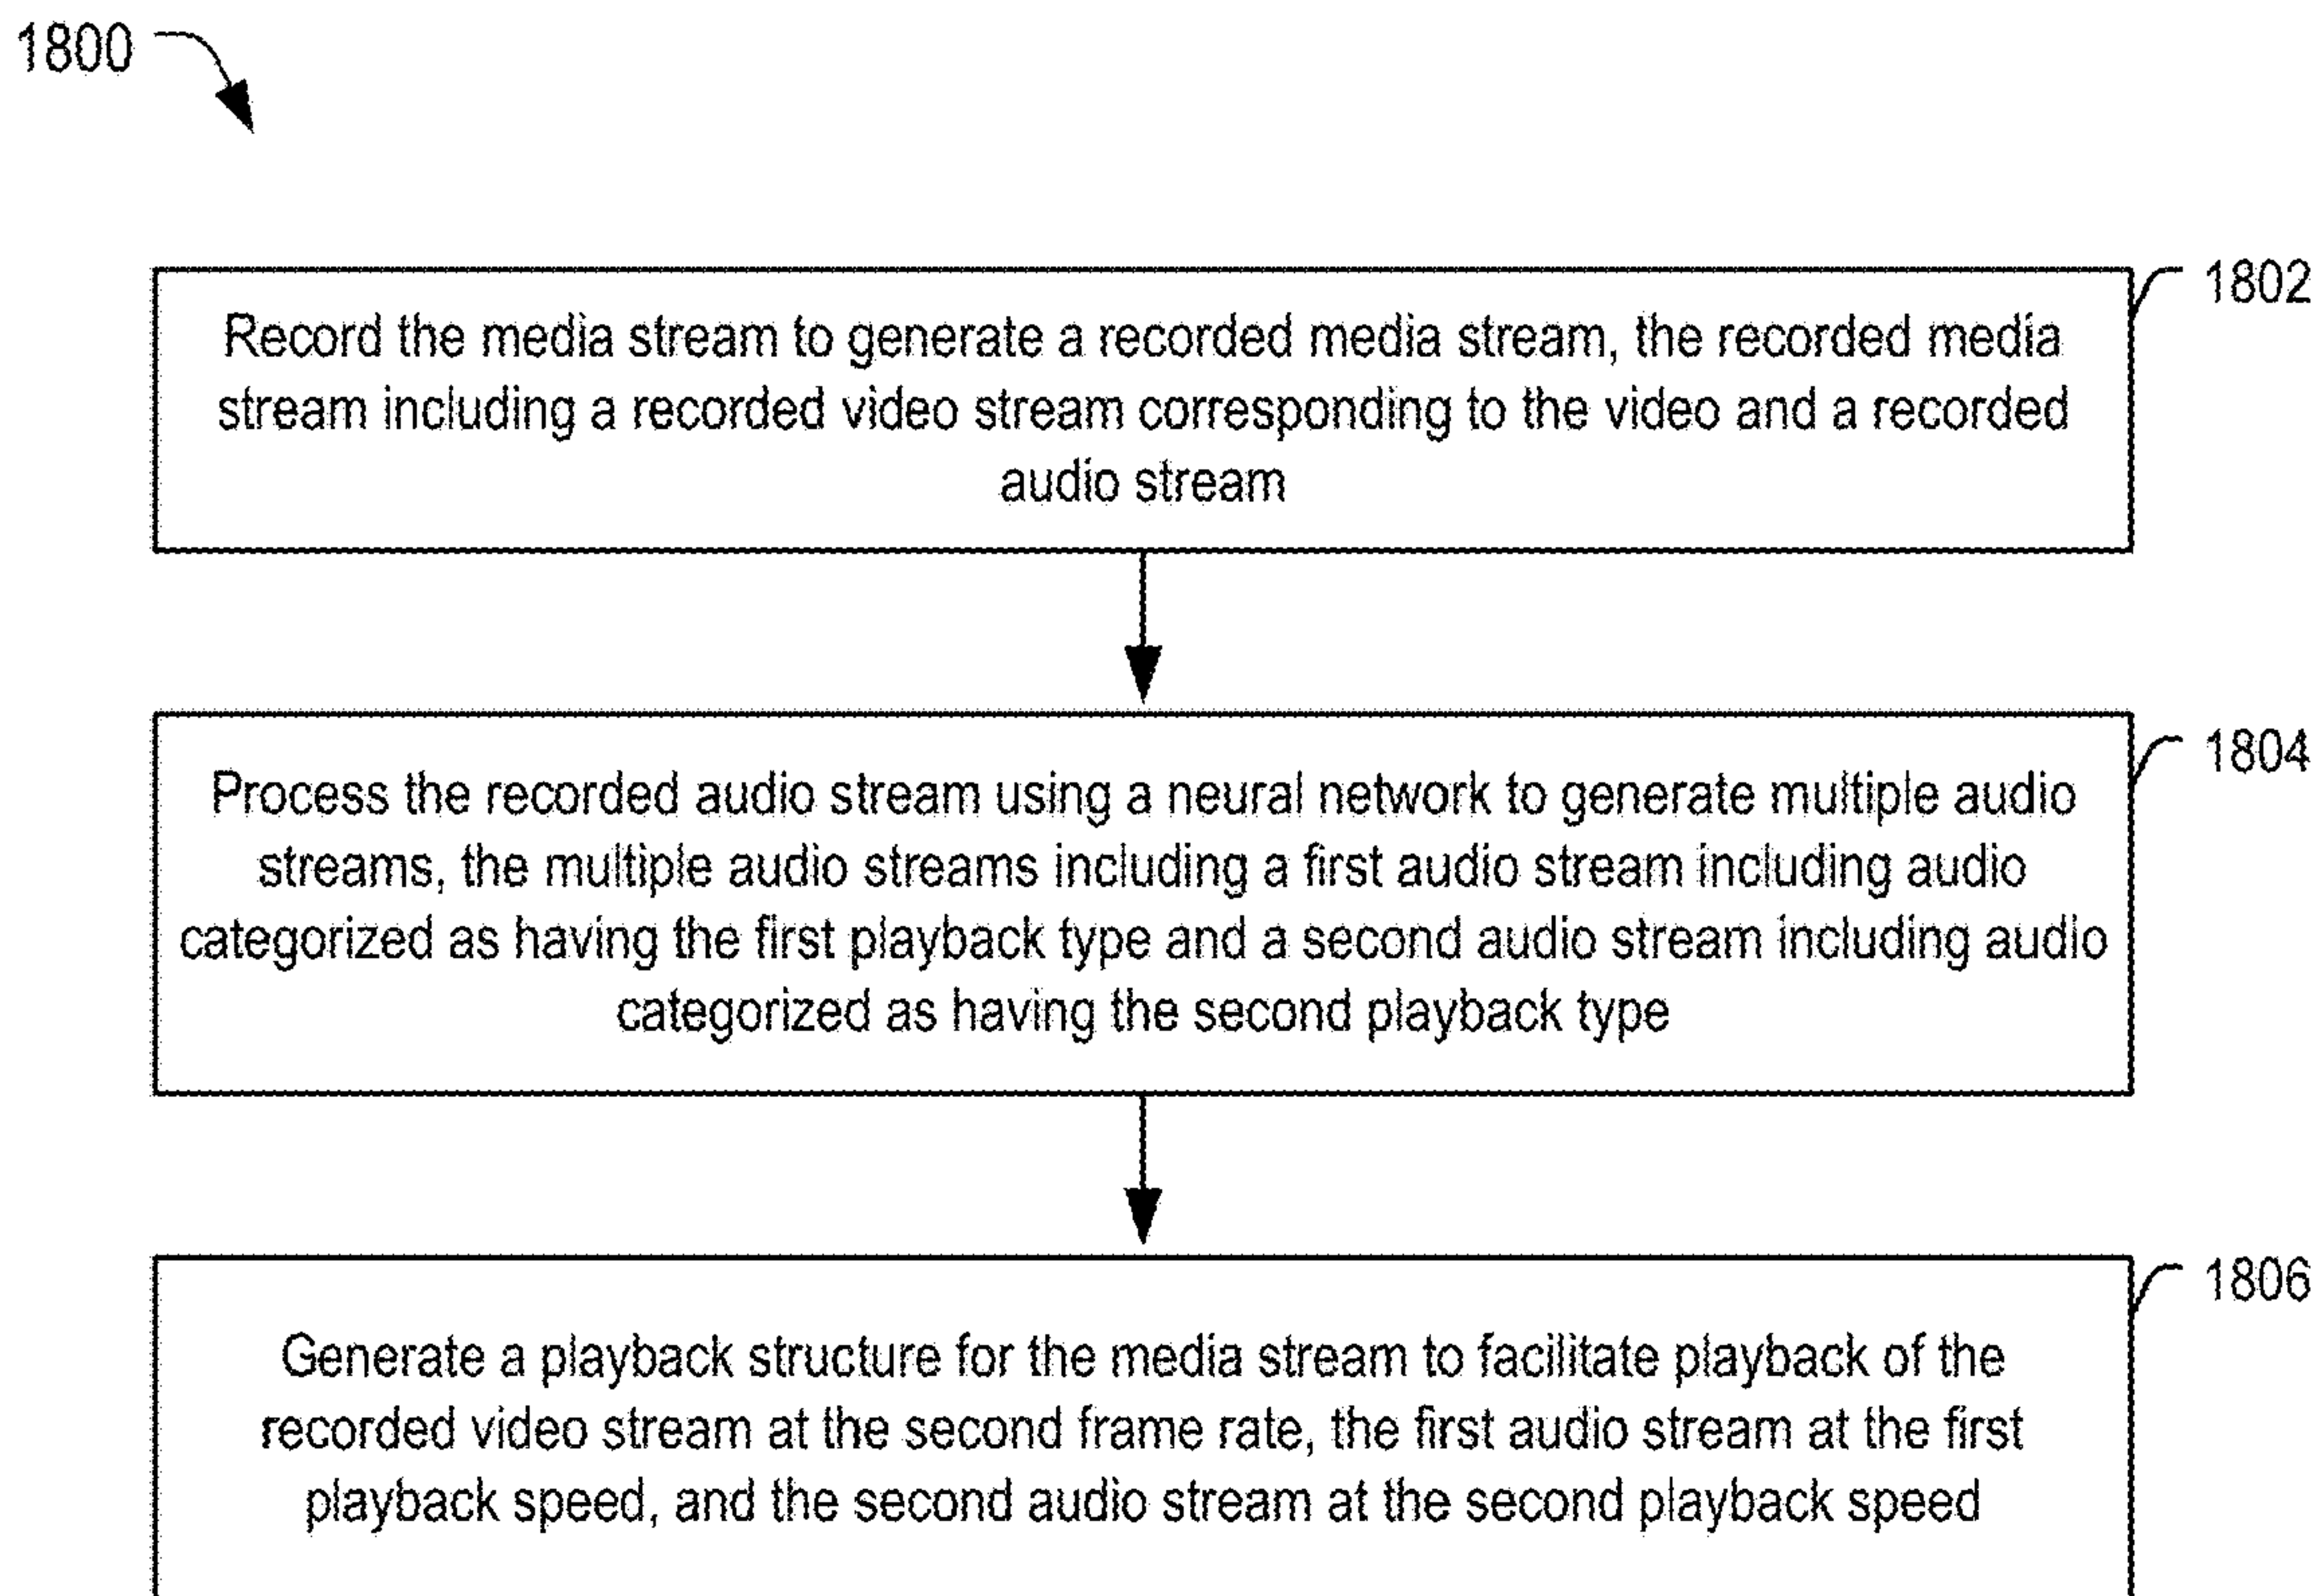 1800
1802
Record the media stream to generate a recorded media stream, the recorded media
stream including a recorded video stream corresponding to the video and a recorded
audio stream
1804
Process the recorded audio stream using a neural network to generate multiple audio
streams, the multiple audio streams including a first audio stream including audio
categorized as having the first playback type and a second audio stream including audio
categorized as having the second playback type
1806
Generate a playback structure for the media stream to facilitate playback of the
recorded video stream at the second frame rate, the first audio stream at the first
playback speed, and the second audio stream at the second playback speed